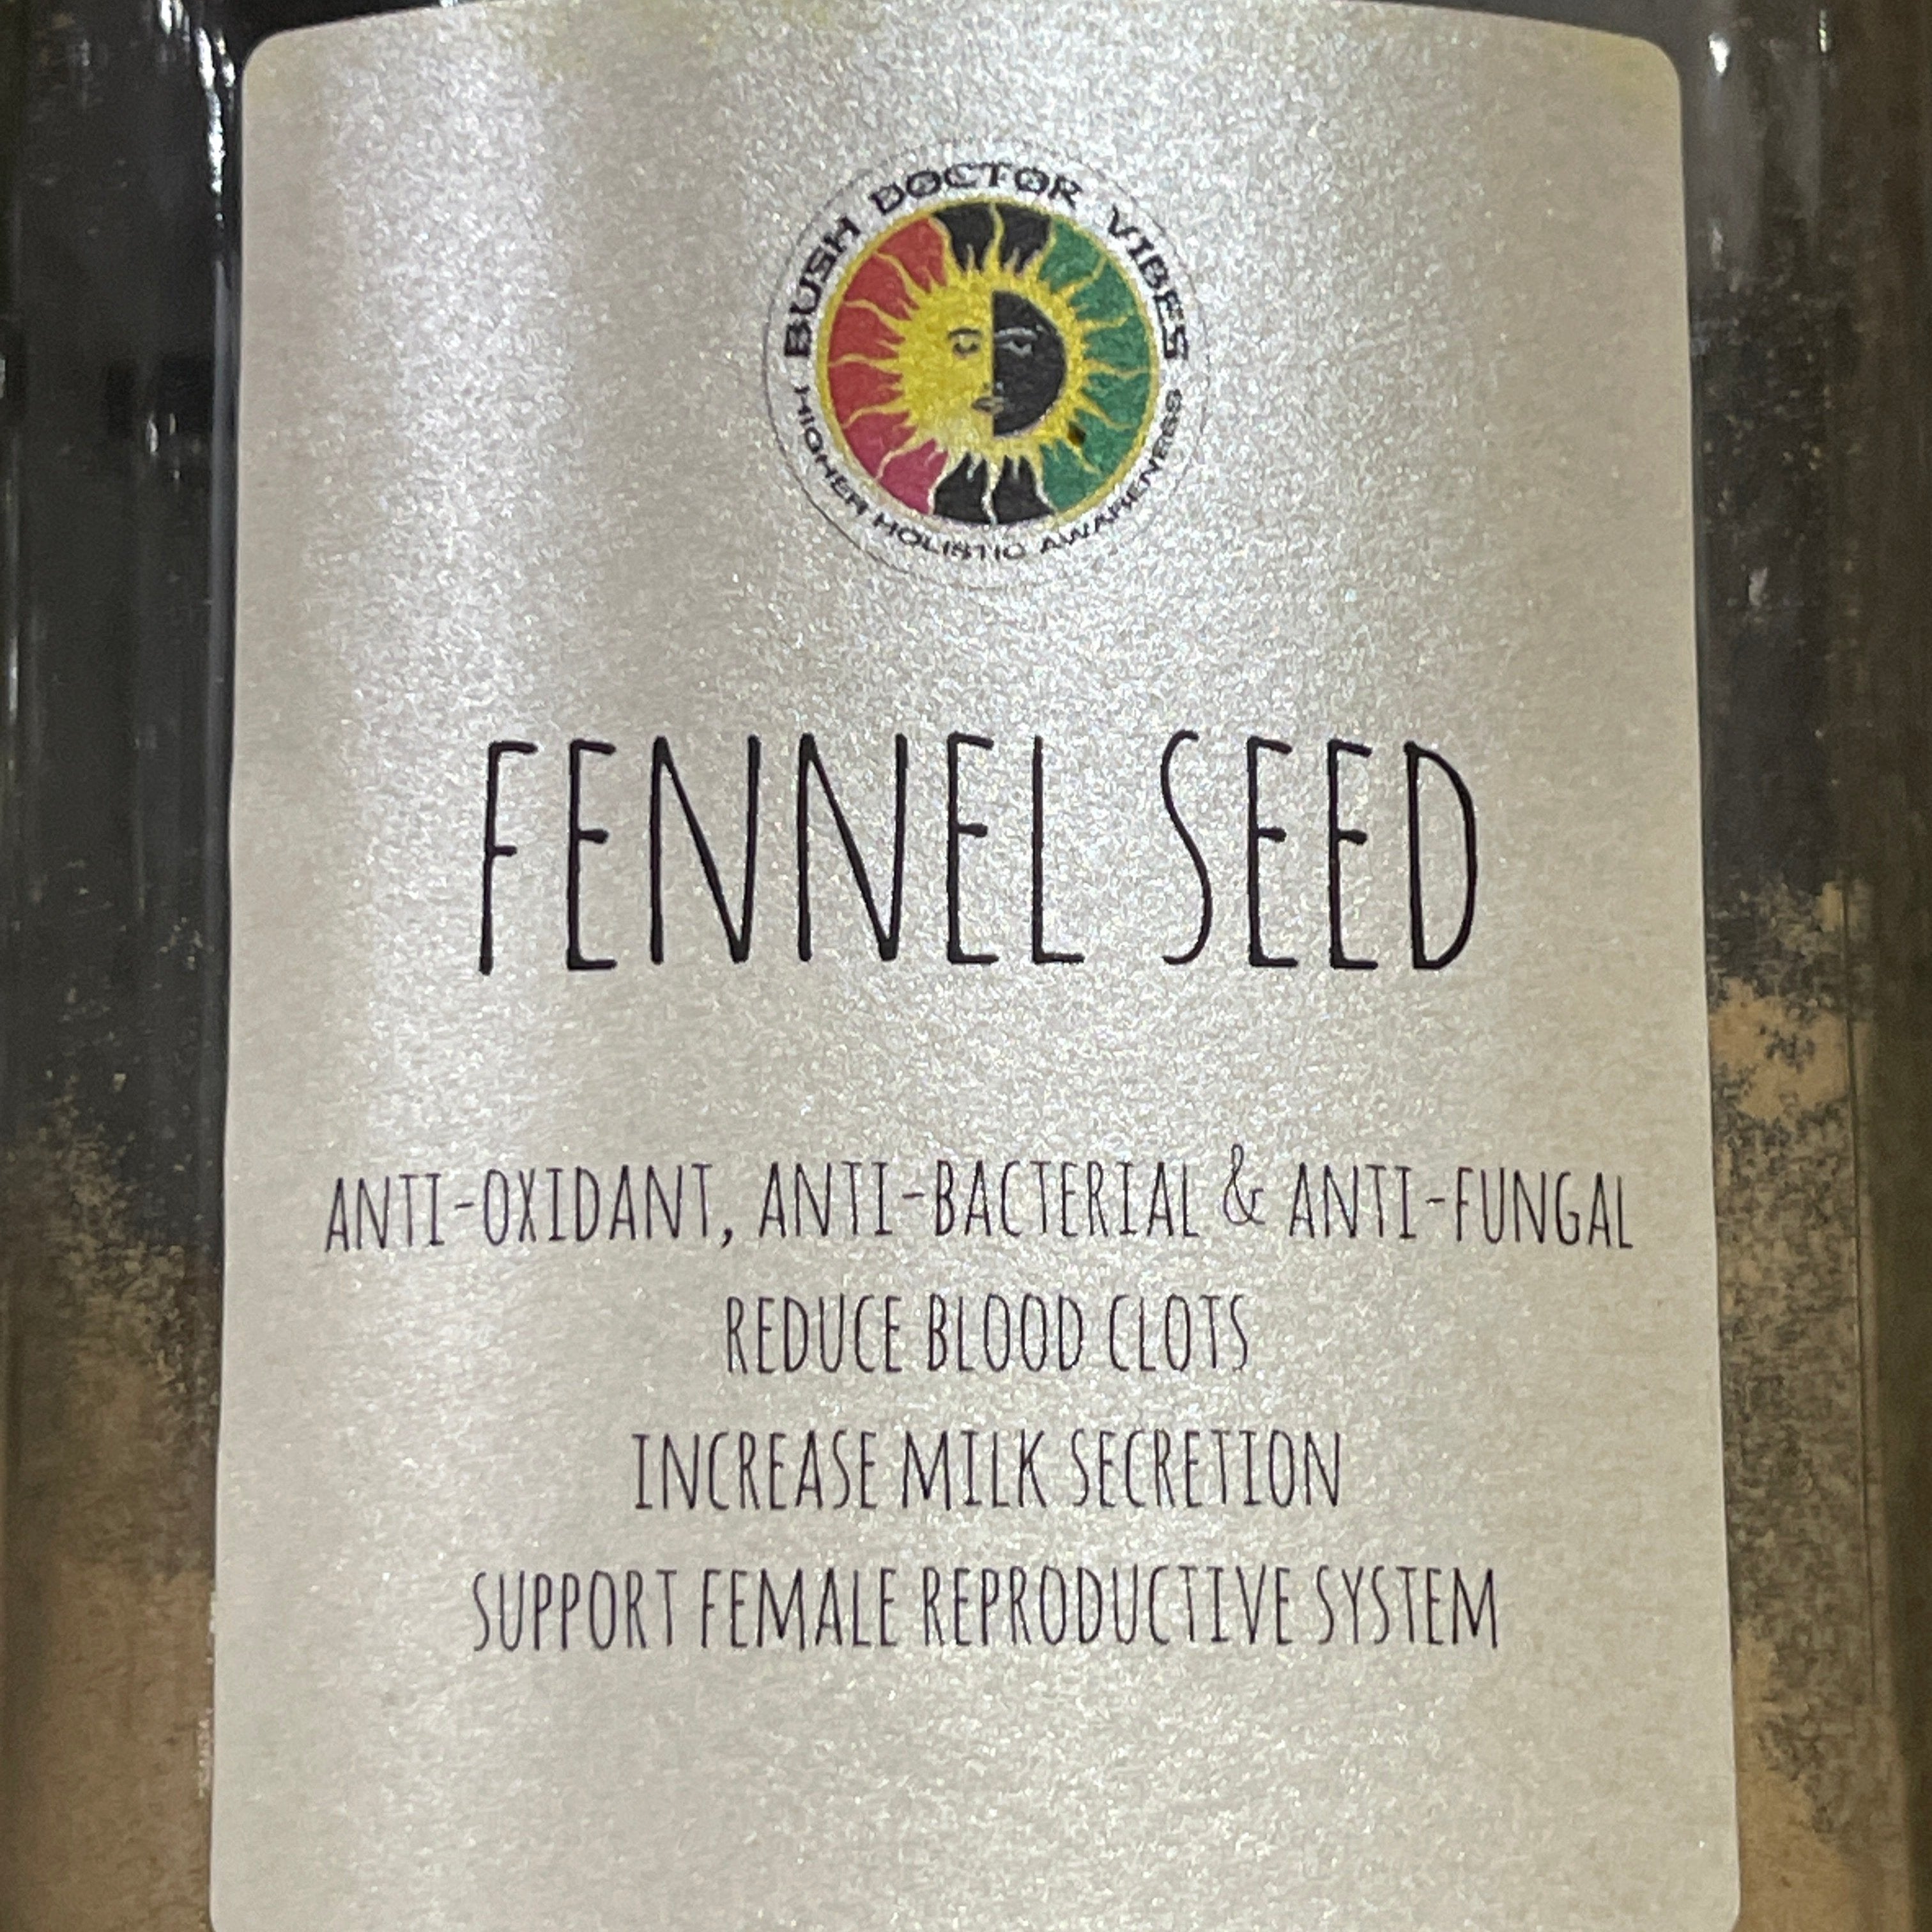 BUSH DOCTOR VIBES
HIGHER HOLISTIC AWARENESS
FENNEL SEED
ANTI-OXIDANT, ANTI-BACTERIAL & ANTI-FUNGAL
REDUCE BLOOD CLOTS
INCREASE MILK SECRETION
SUPPORT FEMALE REPRODUCTIVE SYSTEM